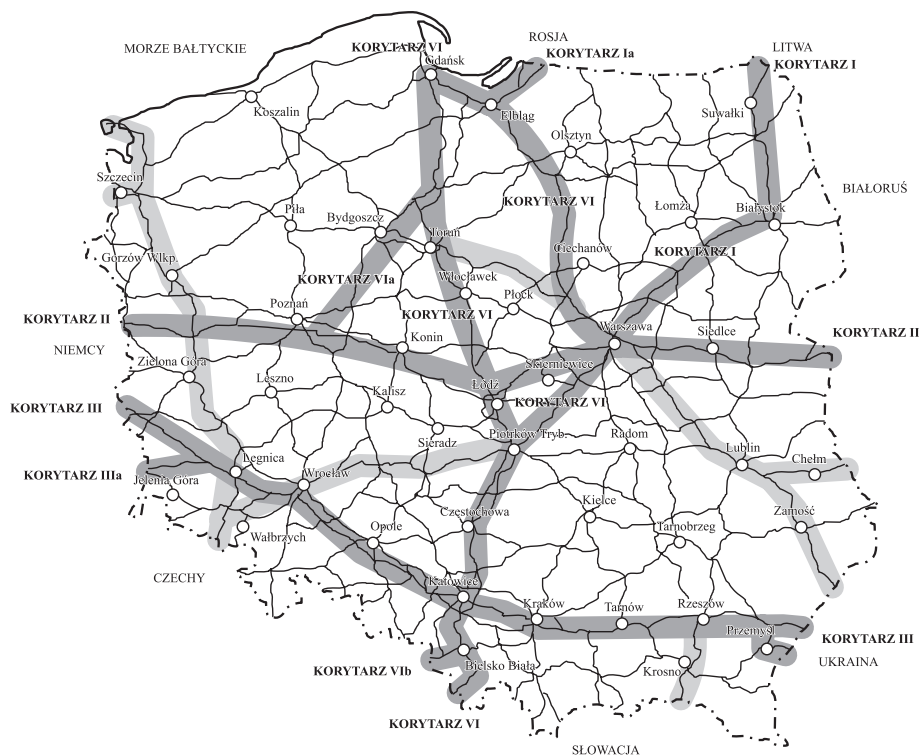 ROSJA
KORYTARZ VI
MORZE BAŁTYCKIE
LITWA
KORYTARZ Ia
KORYTARZ I
Gdańsk
Koszalin
Elbląg
Suwałki
Olsztyn
Szczecin
BIAŁORUŚ
KORYTARZ VI
Łomża
Piła
Bydgoszcz
Białystok
Toruń
Ciechanów
KORYTARZ I
Gorzów Wlkp.
KORYTARZ VIa
Włocławek
Płock
Poznań
KORYTARZ VI
KORYTARZ II
Warszawa
Siedlce
KORYTARZ II
Konin
NIEMCY
Zielona Góra
Skierniewice
Leszno
Łódź
Kalisz
KORYTARZ III
KORYTARZ VI
Sieradz
Piotrków Tryb.
Radom
Lublin
Legnica
Chełm
KORYTARZ IIIa
Wrocław
Jelenia Góra
Kielce
Częstochowa
Zamość
Opole
Tarnobrzeg
Wałbrzych
CZECHY
Katowice
Kraków
Tarnów
Rzeszów
Przemyśl
KORYTARZ III
UKRAINA
KORYTARZ VIb
Bielsko Biała
Krosno
KORYTARZ VI
SŁOWACJA